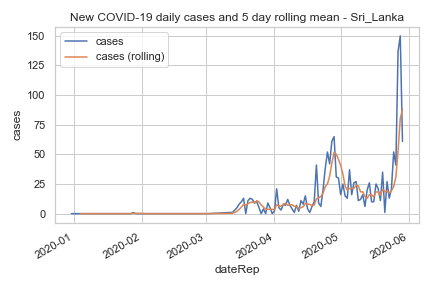 New COVID-19 daily cases and 5 day rolling mean - Sri_Lanka
cases
cases (rolling)
150
125
100
75
50
25
0
cases
2020-01
2020-02
2020-03
2020-04
2020-05
2020-06
dateRep